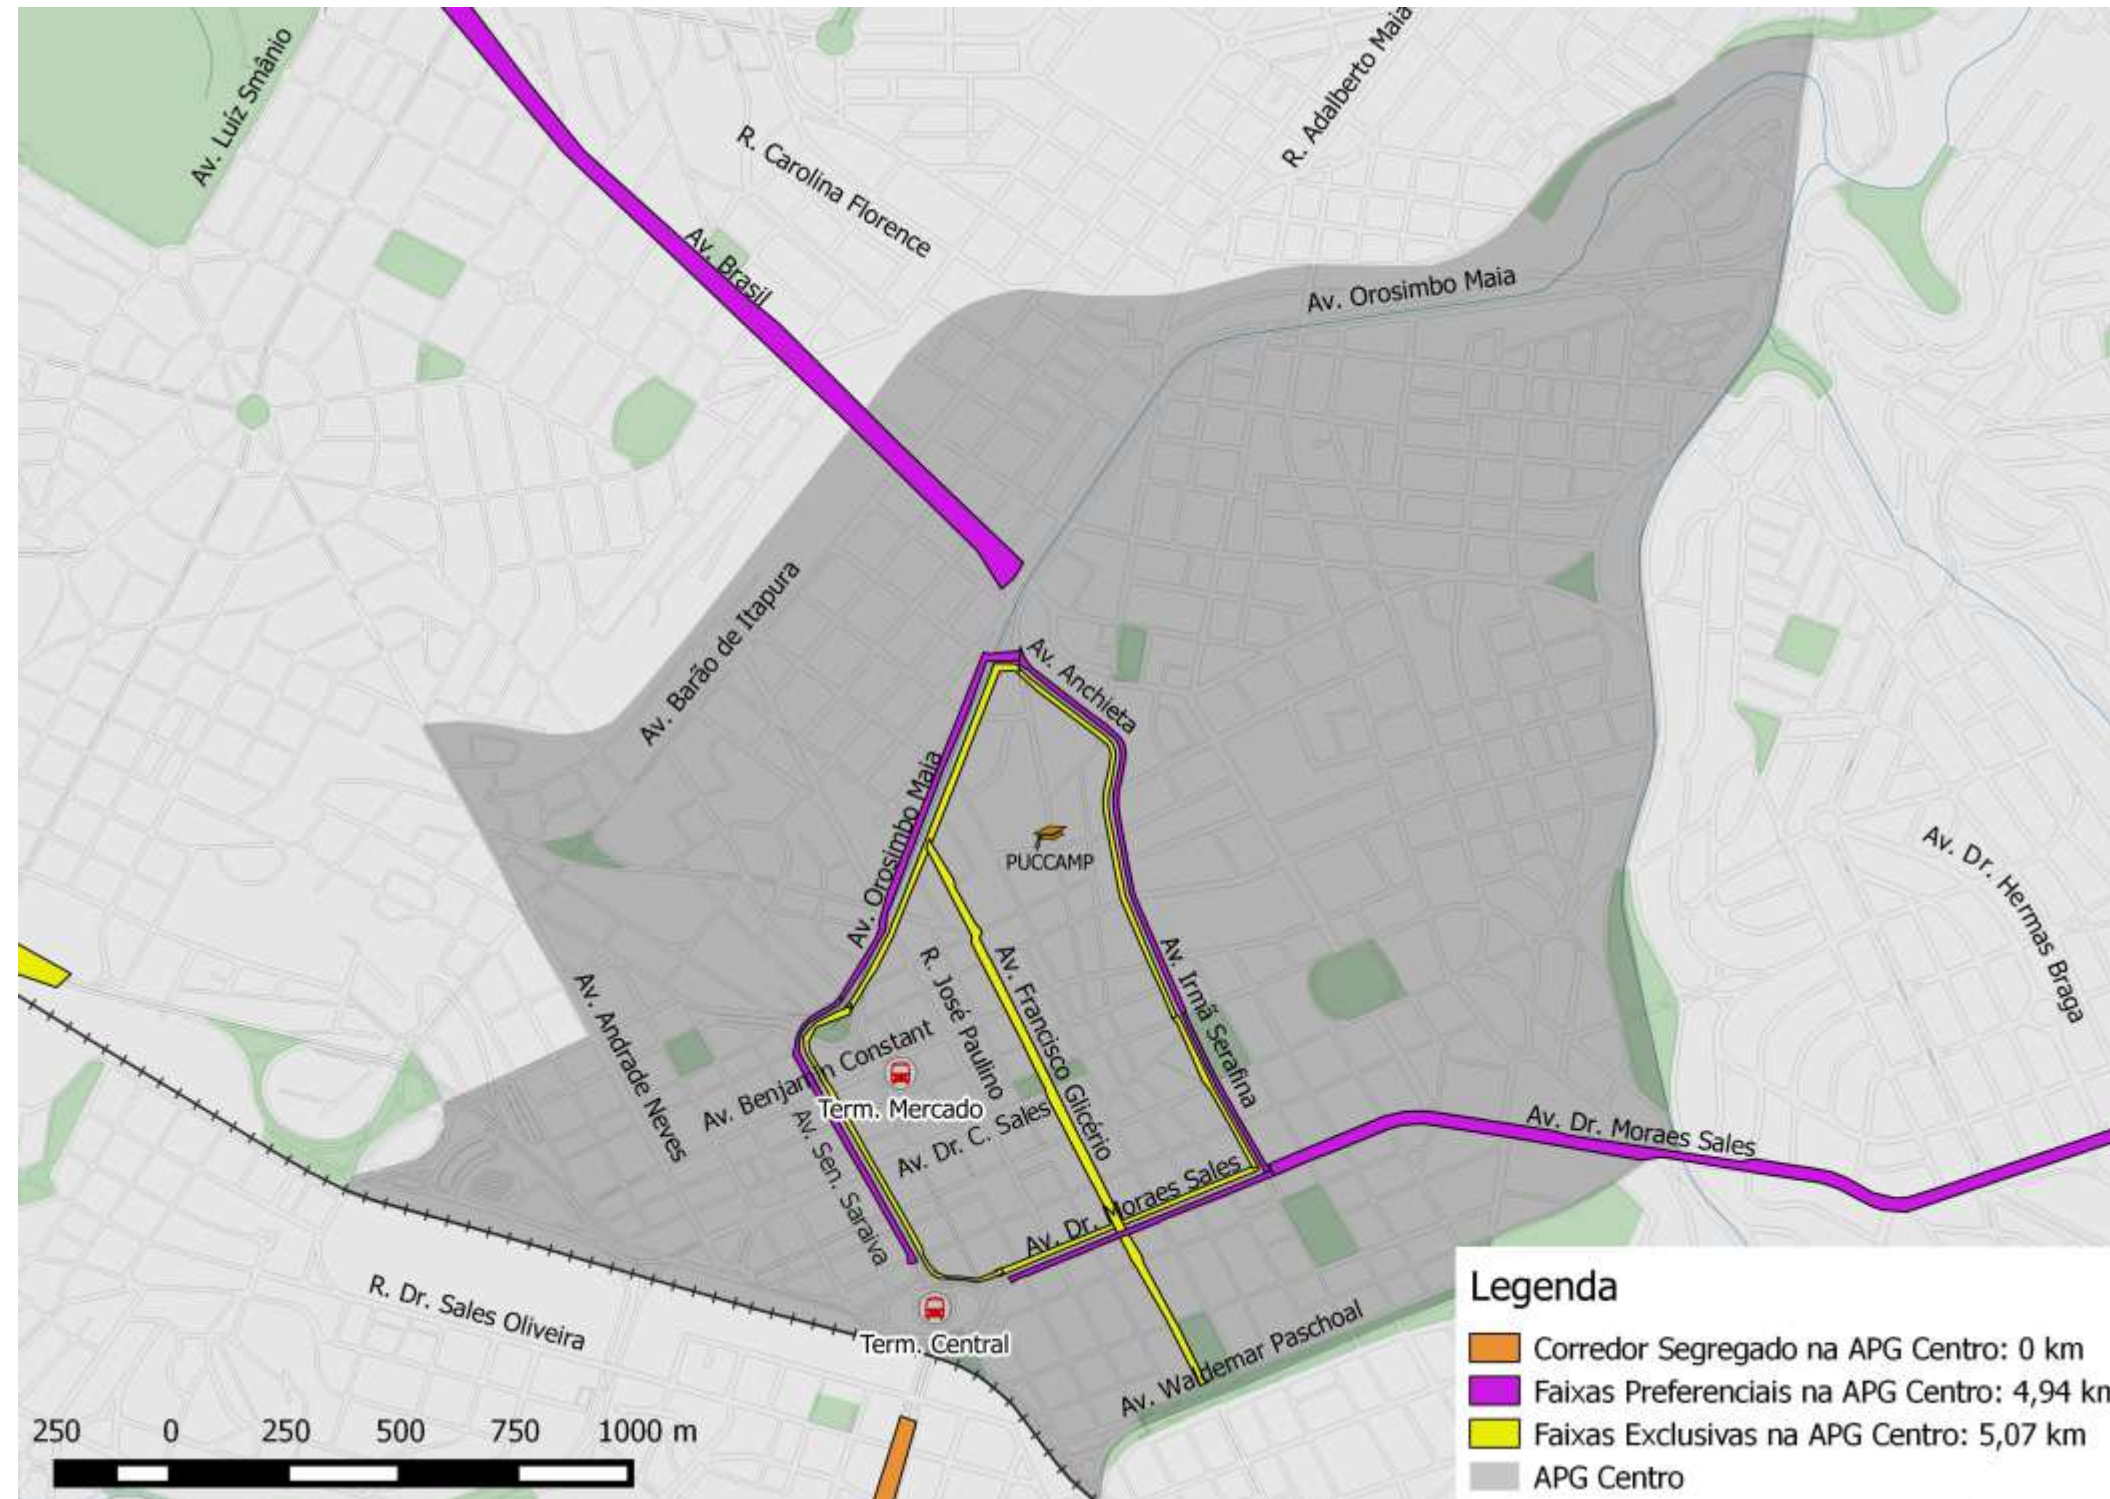 Av. Luíz Smânio
R. Carolina Florence
R. Adalberto Maia
Av. Brasil
Av. Orosimbo Maia
Av. Barão de Itapura
Av. Anchieta
Av. Orosimbo Maia
PUCCAMP
Av. Dr. Hermas Braga
Av. Andrade Neves
R. José Paulino
Av. Francisco Glicério
Av. Irmã Serafina
Av. Benjamin Constant
Term. Mercado
Av. Sen. Saraiva
Av. Dr. C. Sales
Av. Dr. Moraes Sales
Av. Dr. Moraes Sales
R. Dr. Sales Oliveira
Term. Central
Av. Waldemar Paschoal
250 0 250 500 750 1000 m
Legenda
Corredor Segregado na APG Centro: 0 km
Faixas Preferenciais na APG Centro: 4,94 km
Faixas Exclusivas na APG Centro: 5,07 km
APG Centro